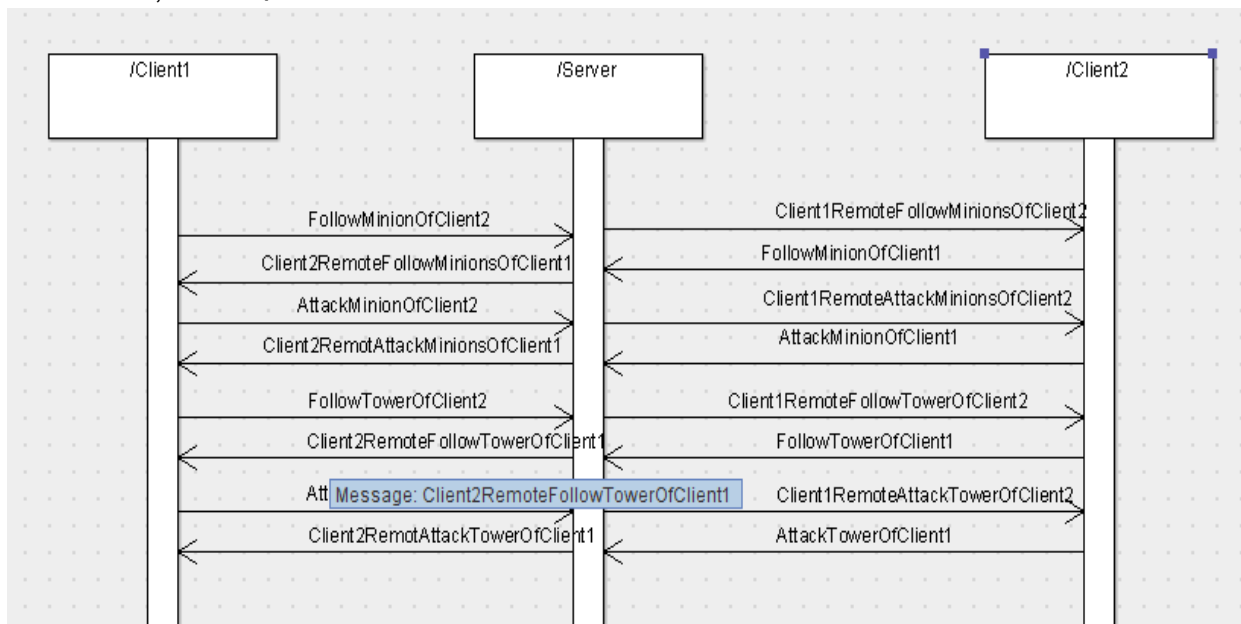 /Client1
/Server
/Client2
FollowMinionOfClient2
Client1RemoteFollowMinionsOfClient2
Client2RemoteFollowMinionsOfClient1
FollowMinionOfClient1
AttackMinionOfClient2
Client1RemoteAttackMinionsOfClient2
Client2RemotAttackMinionsOfClient1
AttackMinionOfClient1
FollowTowerOfClient2
Client1RemoteFollowTowerOfClient2
Client2RemoteFollowTowerOfClient1
FollowTowerOfClient1
Att
Message: Client2RemoteFollowTowerOfClient1
Client1RemoteAttackTowerOfClient2
Client2RemotAttackTowerOfClient1
AttackTowerOfClient1